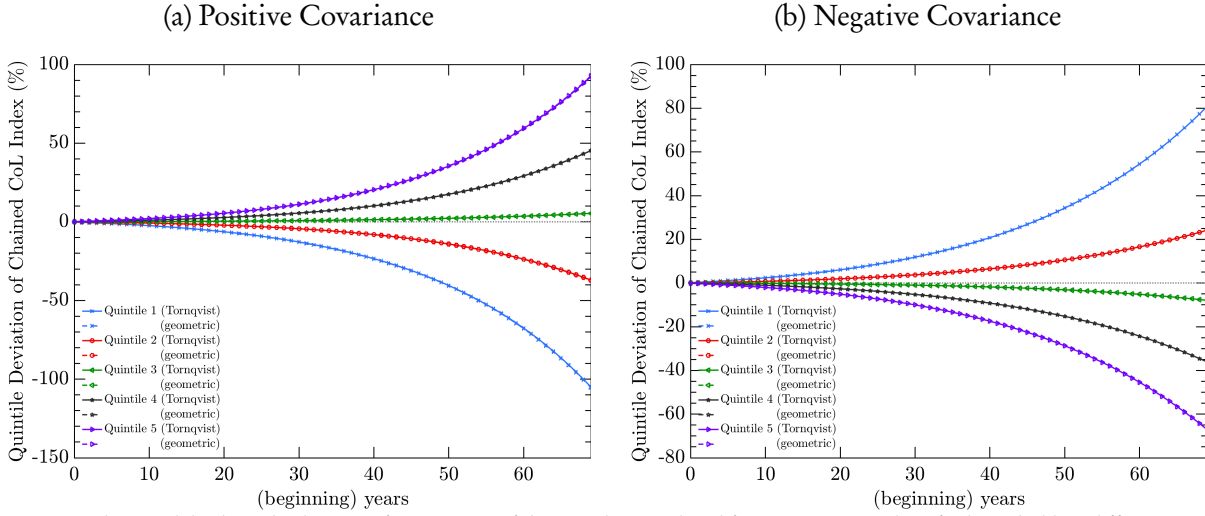 (a) Positive Covariance
Quintile Deviation of Chained CoL Index (%)
100
50
0
-50
-100
-150
Quintile 1 (Tornqvist)
(geometric)
Quintile 2 (Tornqvist)
(geometric)
Quintile 3 (Tornqvist)
(geometric)
Quintile 4 (Tornqvist)
(geometric)
Quintile 5 (Tornqvist)
(geometric)
0 10 20 30 40 50 60
(beginning) years
(b) Negative Covariance
Quintile Deviation of Chained CoL Index (%)
100
80
60
40
20
0
-20
-40
-60
-80
Quintile 1 (Tornqvist)
(geometric)
Quintile 2 (Tornqvist)
(geometric)
Quintile 3 (Tornqvist)
(geometric)
Quintile 4 (Tornqvist)
(geometric)
Quintile 5 (Tornqvist)
(geometric)
0 10 20 30 40 50 60
(beginning) years